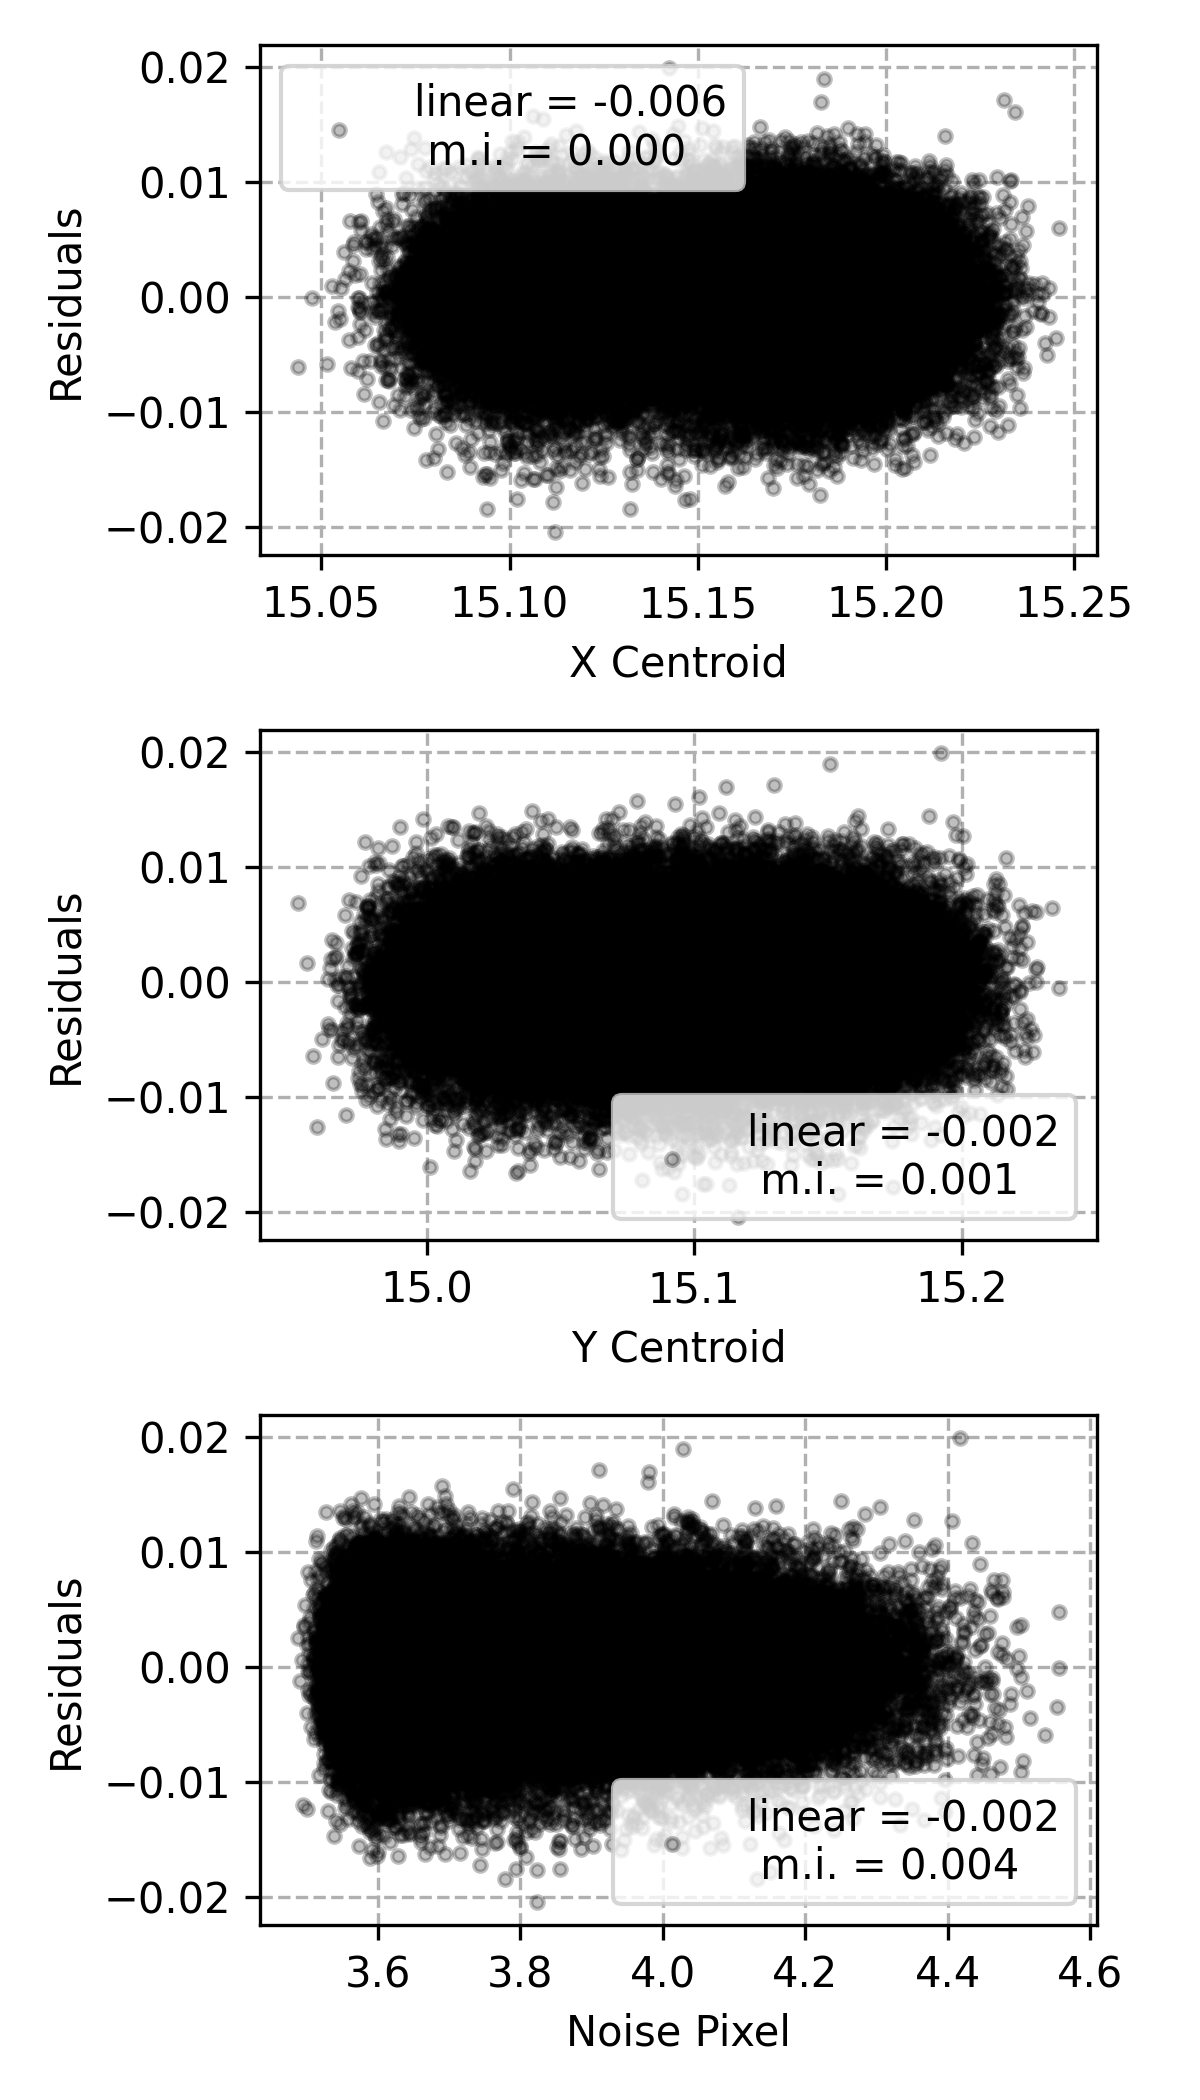 0.02
linear = -0.006
m.i. = 0.000
0.01
0.00
−0.01
−0.02
Residuals
15.05 15.10 15.15 15.20 15.25
X Centroid
0.02
0.01
0.00
−0.01
−0.02
Residuals
linear = -0.002
m.i. = 0.001
15.0 15.1 15.2
Y Centroid
0.02
0.01
0.00
−0.01
−0.02
Residuals
linear = -0.002
m.i. = 0.004
3.6 3.8 4.0 4.2 4.4 4.6
Noise Pixel